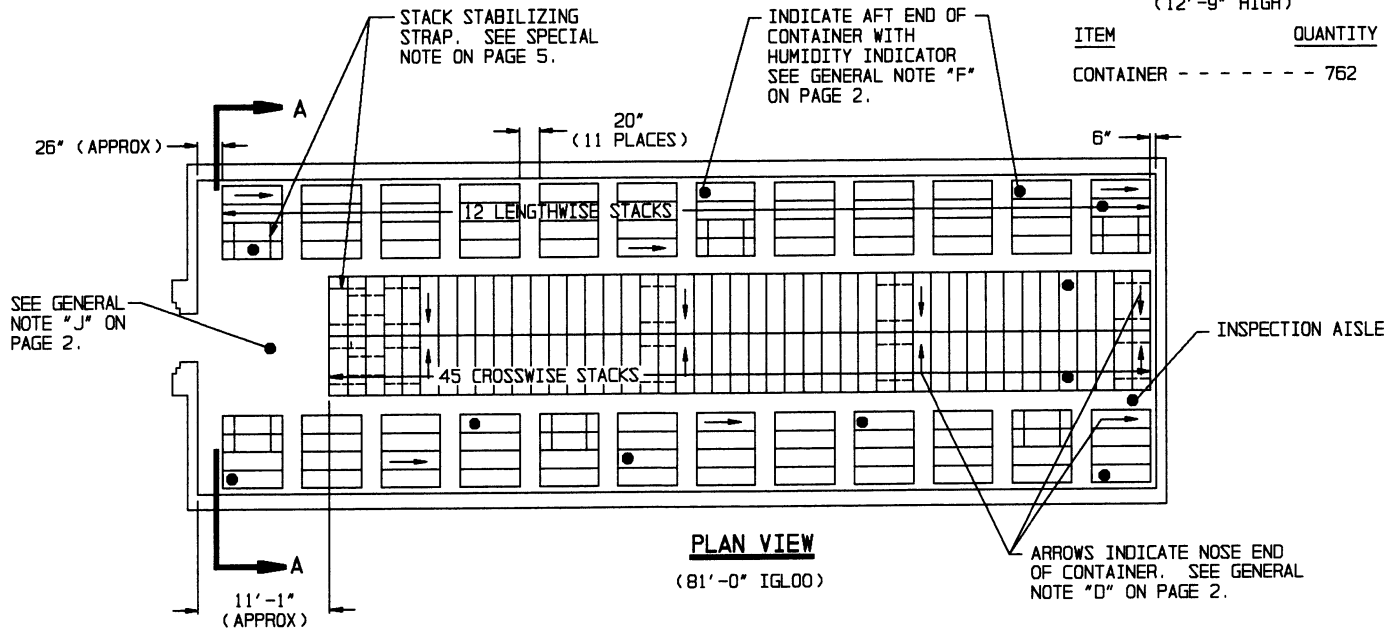 (12'-9" HIGH)
ITEM QUANTITY
CONTAINER - - - - - - - 762
STACK STABILIZING
STRAP. SEE SPECIAL
NOTE ON PAGE 5.
INDICATE AFT END OF
CONTAINER WITH
HUMIDITY INDICATOR
SEE GENERAL NOTE "F"
ON PAGE 2.
A
26" (APPROX)
20"
(11 PLACES)
6"
12 LENGTHWISE STACKS
SEE GENERAL
NOTE "J" ON
PAGE 2.
INSPECTION AISLE
45 CROSSWISE STACKS
A
11'-1"
(APPROX)
PLAN VIEW
(81'-0" IGLOO)
ARROWS INDICATE NOSE END
OF CONTAINER. SEE GENERAL
NOTE "D" ON PAGE 2.